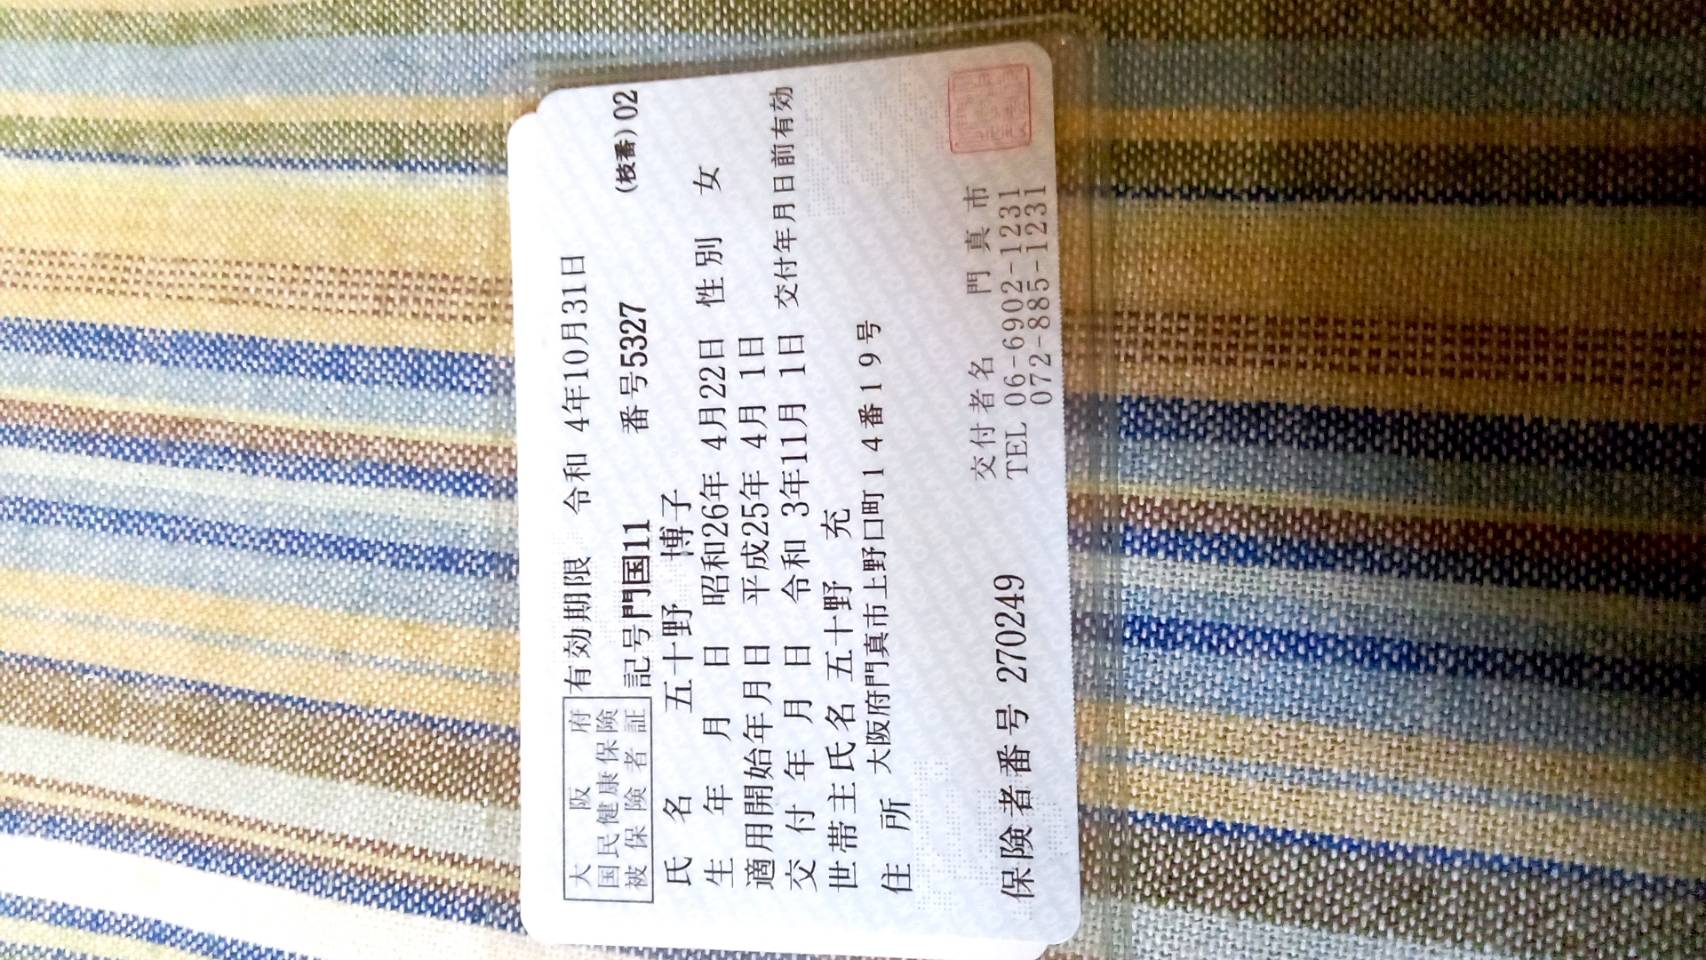 大阪府
国民健康保険
被保険者証
有効期限 令和 4年10月31日
記号門国11 番号5327 (枝番)02
氏名 五十野 博子
生年月日 昭和26年 4月22日 性別 女
適用開始年月日 平成25年 4月 1日
交付年月日 令和 3年11月 1日 交付年月日前有効
世帯主氏名 五十野 充
住所 大阪府門真市上野口町14番19号
交付者名 門真市
TEL 06-6902-1231
072-885-1231
保険者番号 270249